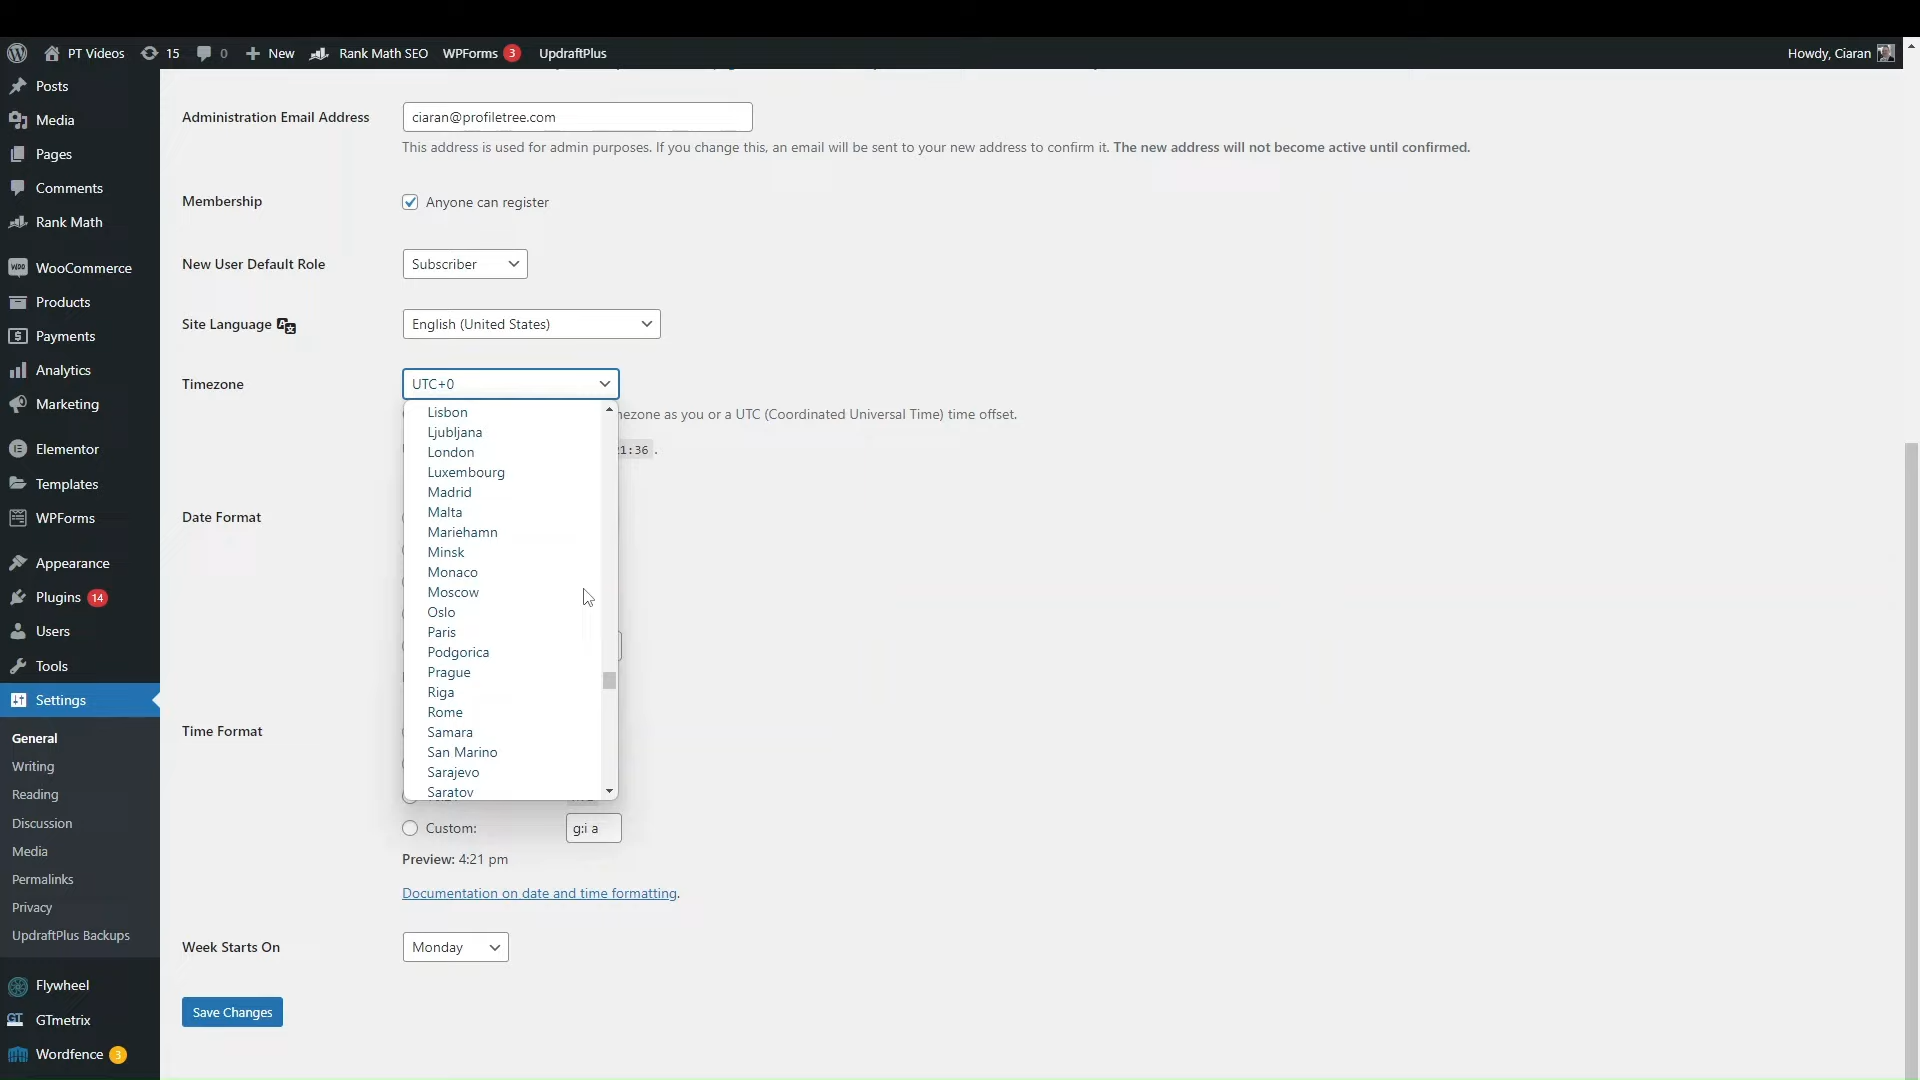 PT Videos 15 0 New Rank Math SEO WPForms 3 UpdraftPlus Howdy, Ciaran
Posts
Media
Pages
Comments
Rank Math
WooCommerce
Products
Payments
Analytics
Marketing
Elementor
Templates
WPForms
Appearance
Plugins 14
Users
Tools
Settings
General
Writing
Reading
Discussion
Media
Permalinks
Privacy
UpdraftPlus Backups
Flywheel
GTmetrix
Wordfence 3
Administration Email Address
ciaran@profiletree.com
This address is used for admin purposes. If you change this, an email will be sent to your new address to confirm it. The new address will not become active until confirmed.
Membership
Anyone can register
New User Default Role
Subscriber
Site Language
English (United States)
Timezone
UTC+0
as you or a UTC (Coordinated Universal Time) time offset.
Lisbon
Ljubljana
London
Luxembourg
Madrid
Malta
Mariehamn
Minsk
Monaco
Moscow
Oslo
Paris
Podgorica
Prague
Riga
Rome
Samara
San Marino
Sarajevo
Saratov
Date Format
Time Format
Custom: g:i a
Preview: 4:21 pm
Documentation on date and time formatting.
Week Starts On
Monday
Save Changes